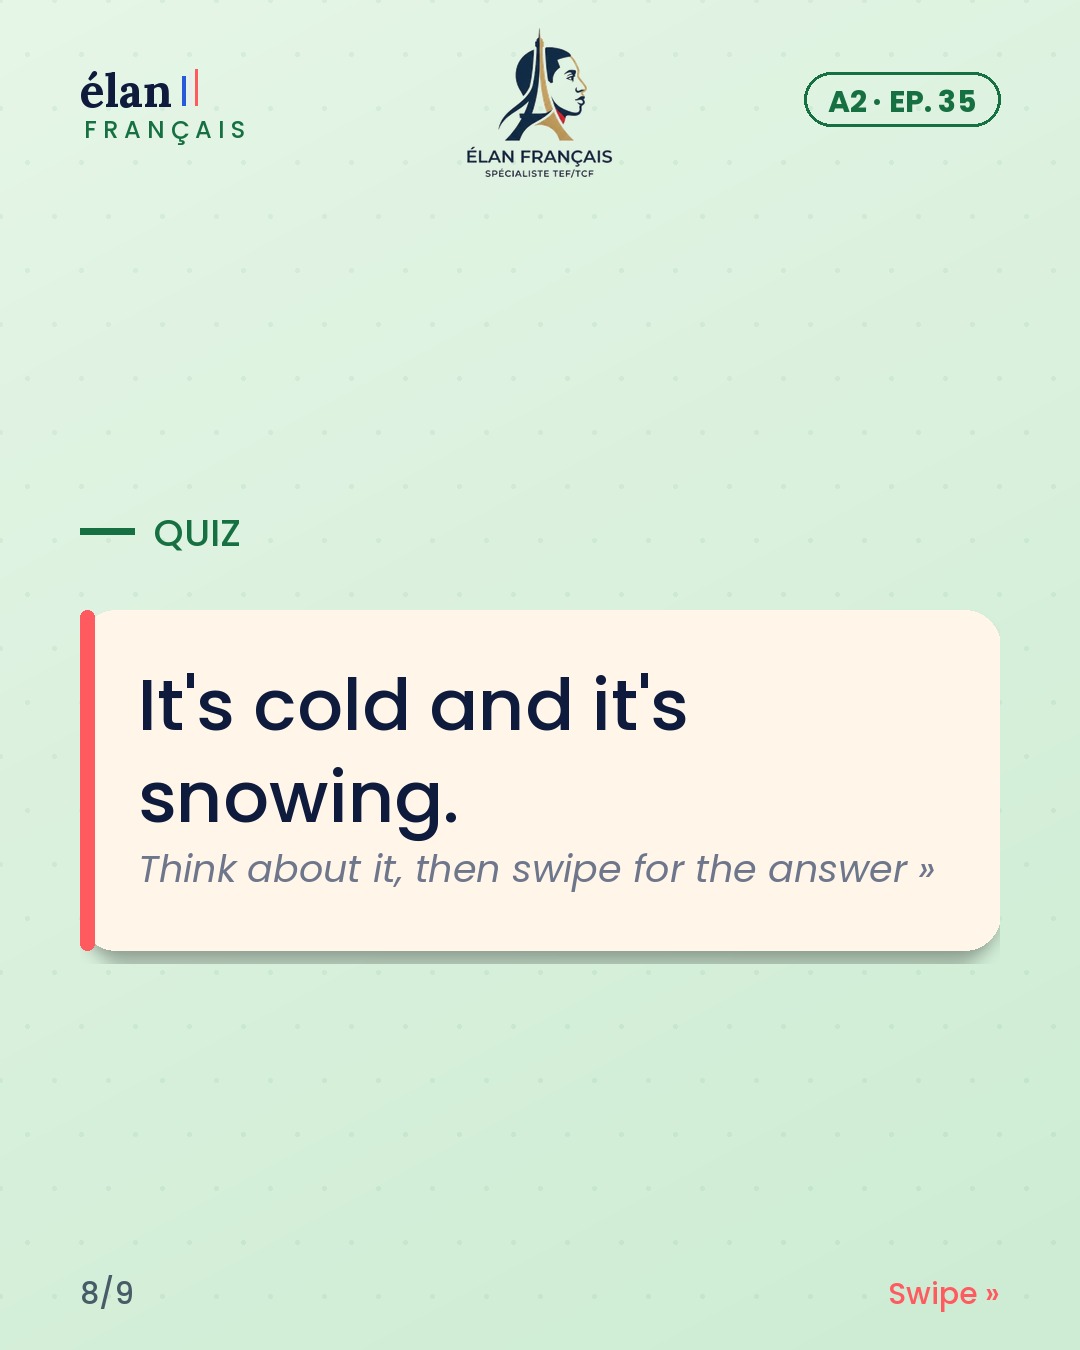 élan
FRANÇAIS
ÉLAN FRANÇAIS
SPÉCIALISTE TEF/TCF
A2 · EP. 35
QUIZ
It's cold and it's
snowing.
Think about it, then swipe for the answer »
8/9
Swipe »